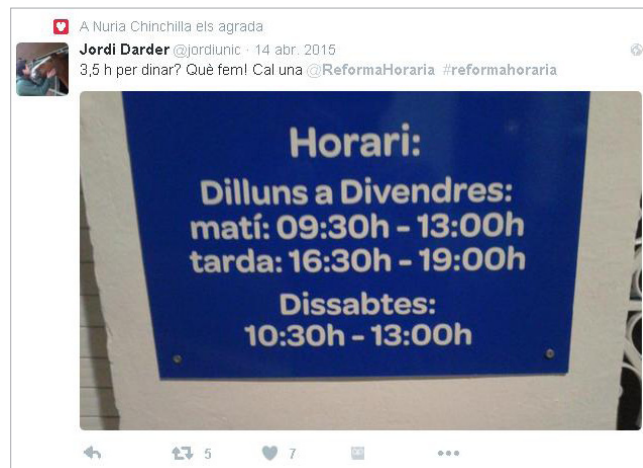 A Nuria Chinchilla els agrada
Jordi Darder @jordiunic · 14 abr. 2015
3,5 h per dinar? Què fem! Cal una @ReformaHoraria #reformahoraria
Horari:
Dilluns a Divendres:
matí: 09:30h - 13:00h
tarda: 16:30h - 19:00h
Dissabtes:
10:30h - 13:00h
5 7